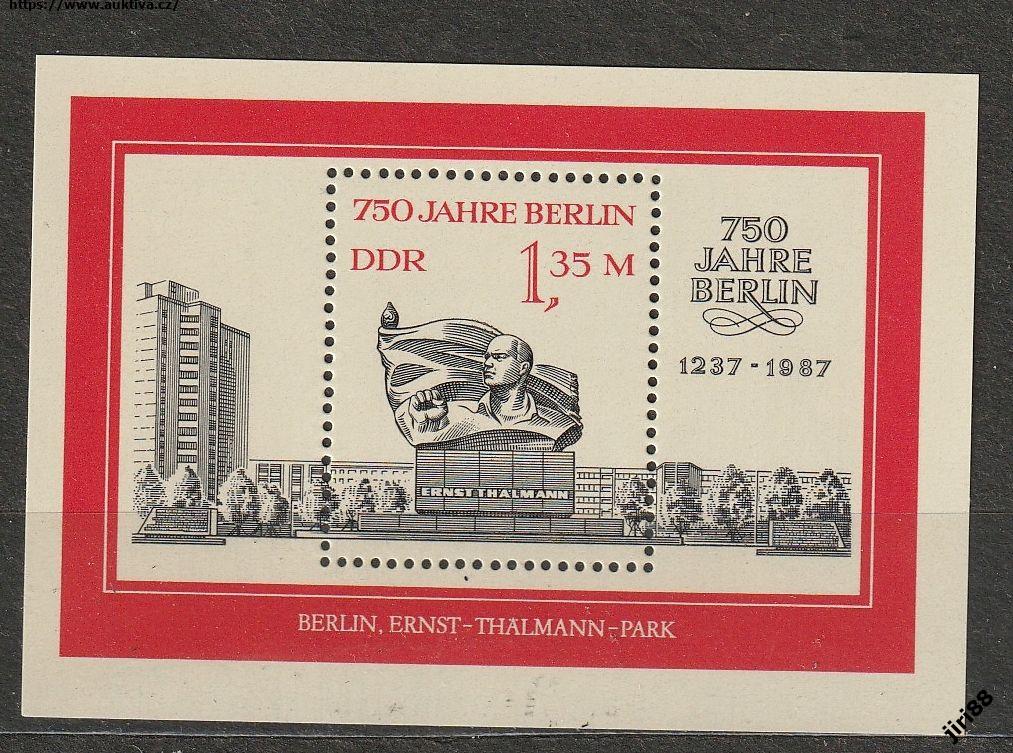 https://www.auktiva.cz/
750 JAHRE BERLIN
DDR
1,35 M
750
JAHRE
BERLIN
1237-1987
ERNST THÄLMANN
BERLIN, ERNST-THÄLMANN-PARK
jiri88